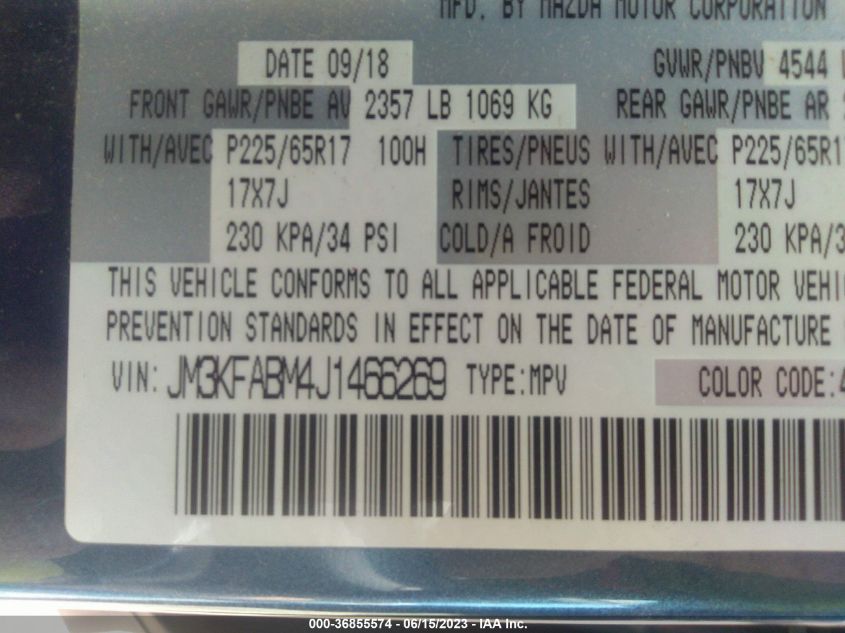 MFD. BY MAZDA MOTOR CORPORATION
DATE 09/18 GVWR/PNBV 4544
FRONT GAWR/PNBE AV 2357 LB 1069 KG REAR GAWR/PNBE AR
WITH/AVEC P225/65R17 100H TIRES/PNEUS WITH/AVEC P225/65R17
17X7J RIMS/JANTES 17X7J
230 KPA/34 PSI COLD/A FROID 230 KPA/3
THIS VEHICLE CONFORMS TO ALL APPLICABLE FEDERAL MOTOR VEHI
PREVENTION STANDARDS IN EFFECT ON THE DATE OF MANUFACTURE
VIN: JM3KFABM4J1466269 TYPE:MPV COLOR CODE:4
000-36855574 - 06/15/2023 - IAA Inc.